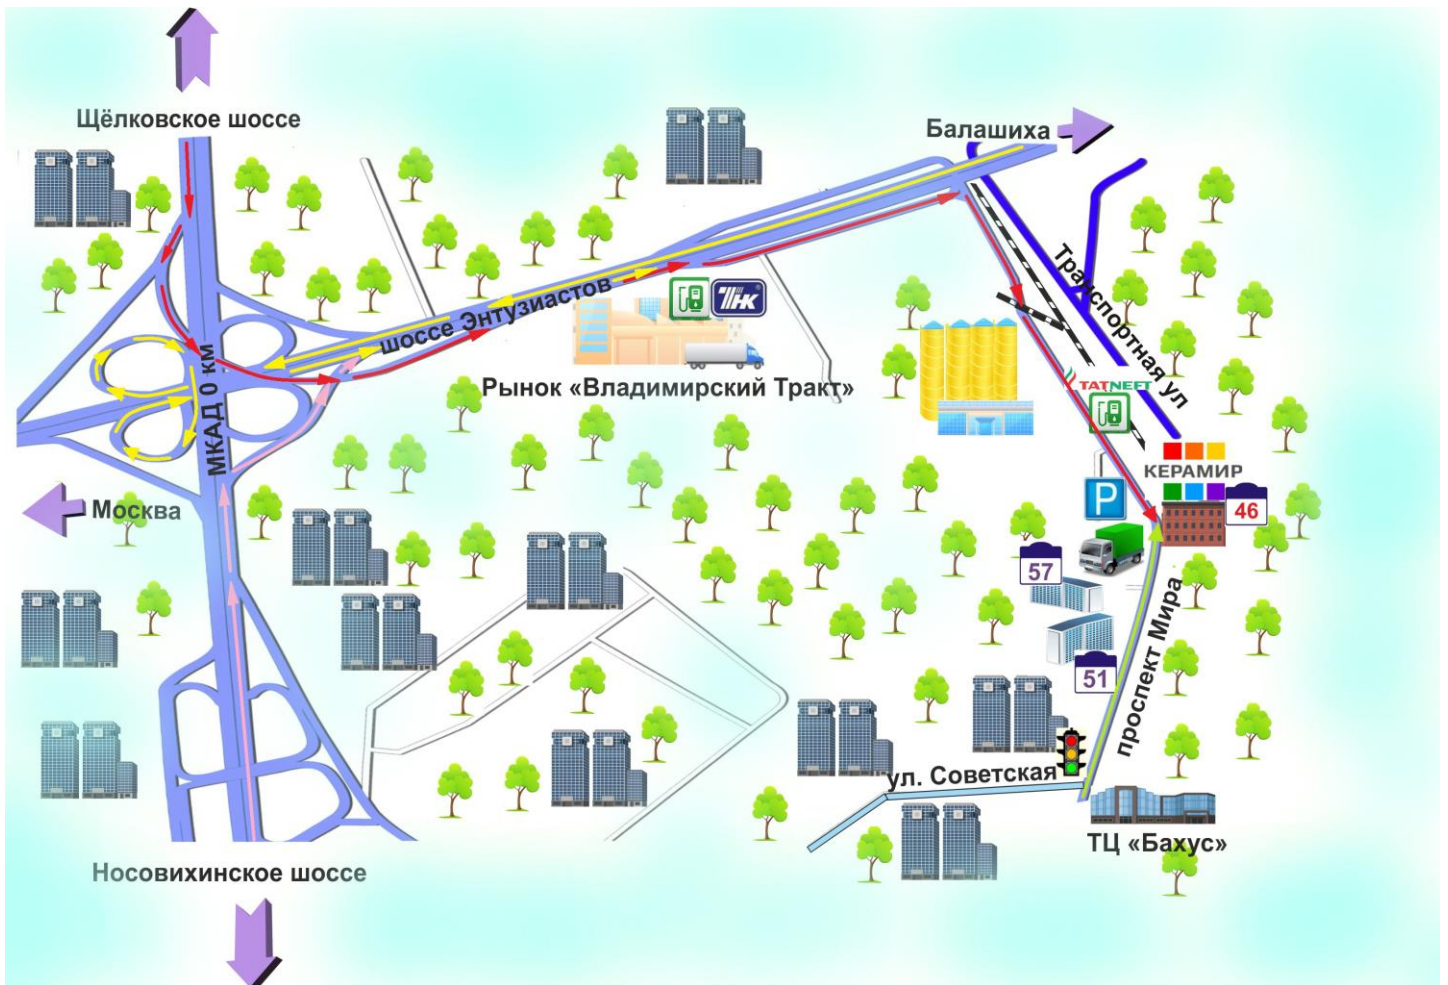 Щёлковское шоссе
Балашиха
Транспортная ул
шоссе Энтузиастов
ТНК
МКАД 0 км
Рынок «Владимирский Тракт»
TATNEFT
КЕРАМИР
P
46
Москва
57
проспект Мира
51
ул. Советская
ТЦ «Бахус»
Носовихинское шоссе